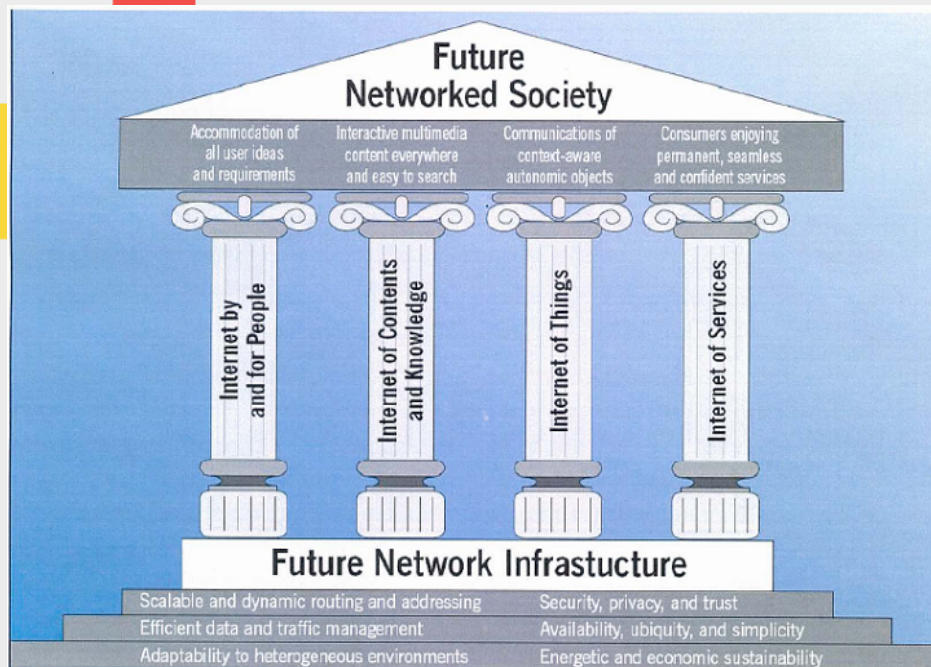 Future
Networked Society
Accommodation of
all user ideas
and requirements
Interactive multimedia
content everywhere
and easy to search
Communications of
context-aware
autonomic objects
Consumers enjoying
permanent, seamless
and confident services
Internet by
and for People
Internet of Contents
and Knowledge
Internet of Things
Internet of Services
Future Network Infrastucture
Scalable and dynamic routing and addressing
Security, privacy, and trust
Efficient data and traffic management
Availability, ubiquity, and simplicity
Adaptability to heterogeneous environments
Energetic and economic sustainability